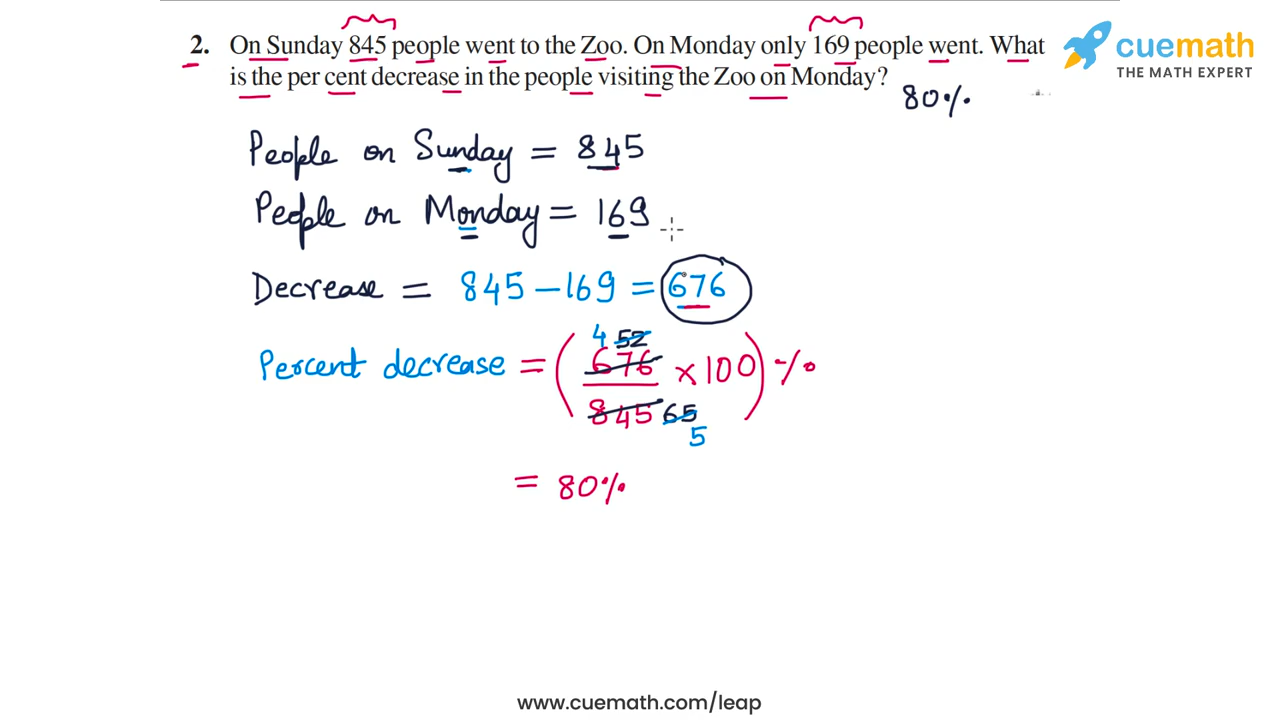 2. On Sunday 845 people went to the Zoo. On Monday only 169 people went. What
is the per cent decrease in the people visiting the Zoo on Monday?
80%
cuemath
THE MATH EXPERT
People on Sunday = 845
People on Monday = 169
Decrease = 845 – 169 = 676
4 52
Percent decrease = ( 676 / 845 × 100 ) %
65
5
= 80%
www.cuemath.com/leap